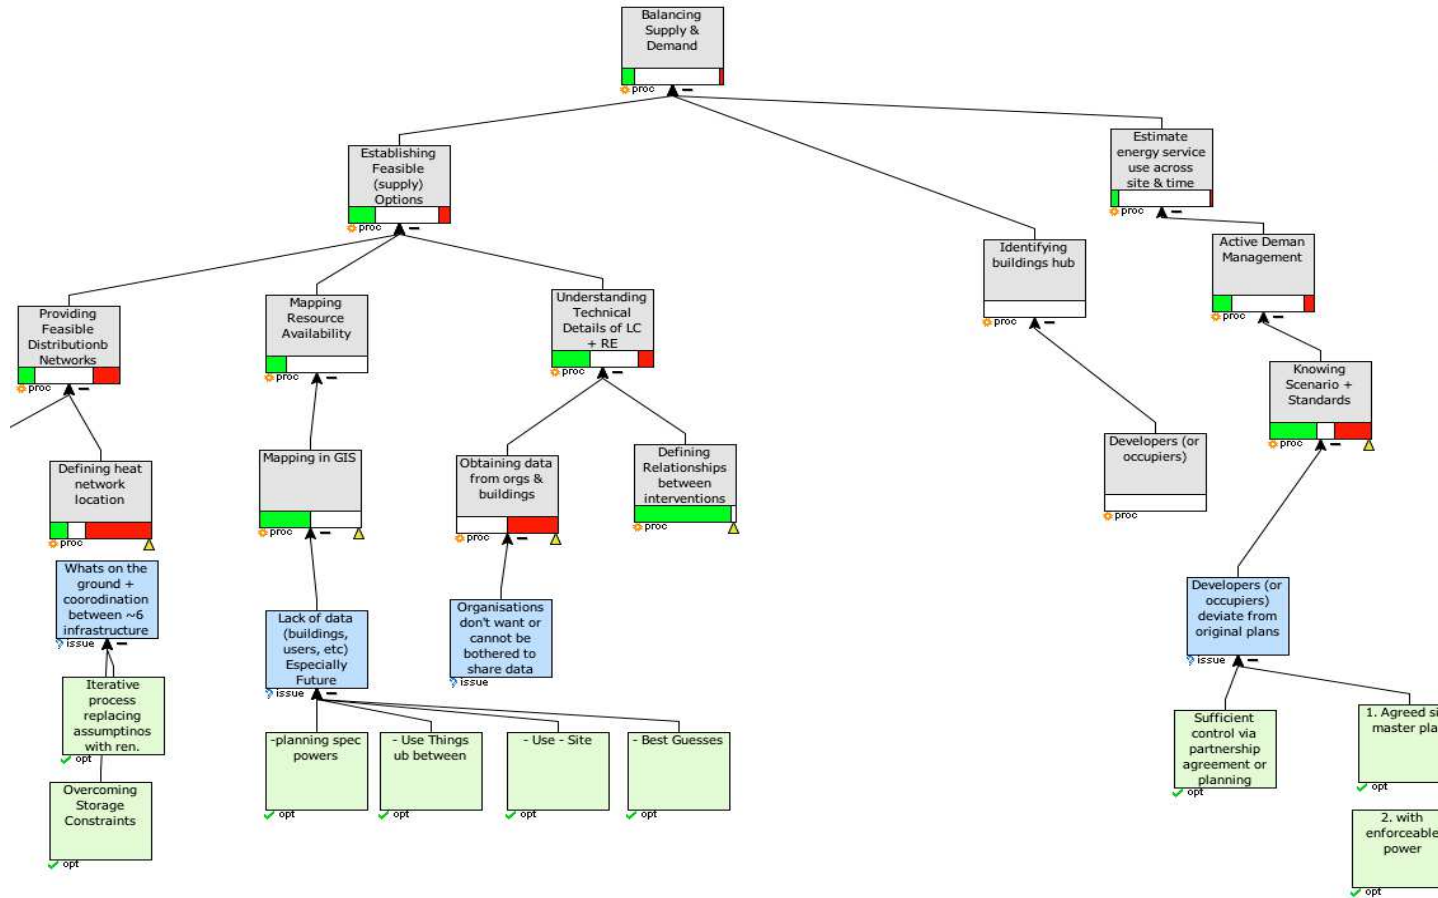 Balancing
Supply &
Demand
proc
Establishing
Feasible
(supply)
Options
proc
Estimate
energy service
use across
site & time
proc
Identifying
buildings hub
proc
Active Deman
Management
proc
Providing
Feasible
Distributionb
Networks
proc
Mapping
Resource
Availability
proc
Understanding
Technical
Details of LC
+ RE
proc
Knowing
Scenario +
Standards
proc
Defining heat
network
location
proc
Mapping in GIS
proc
Obtaining data
from orgs &
buildings
proc
Defining
Relationships
between
interventions
proc
Developers (or
occupiers)
proc
Whats on the
ground +
coorodination
between ~6
infrastructure
issue
Lack of data
(buildings,
users, etc)
Especially
Future
issue
Organisations
don't want or
cannot be
bothered to
share data
issue
Developers (or
occupiers)
deviate from
original plans
issue
Iterative
process
replacing
assumptinos
with ren.
opt
Overcoming
Storage
Constraints
opt
-planning spec
powers
opt
- Use Things
ub between
opt
- Use - Site
opt
- Best Guesses
opt
Sufficient
control via
partnership
agreement or
planning
opt
1. Agreed si
master pla
opt
2. with
enforceable
power
opt